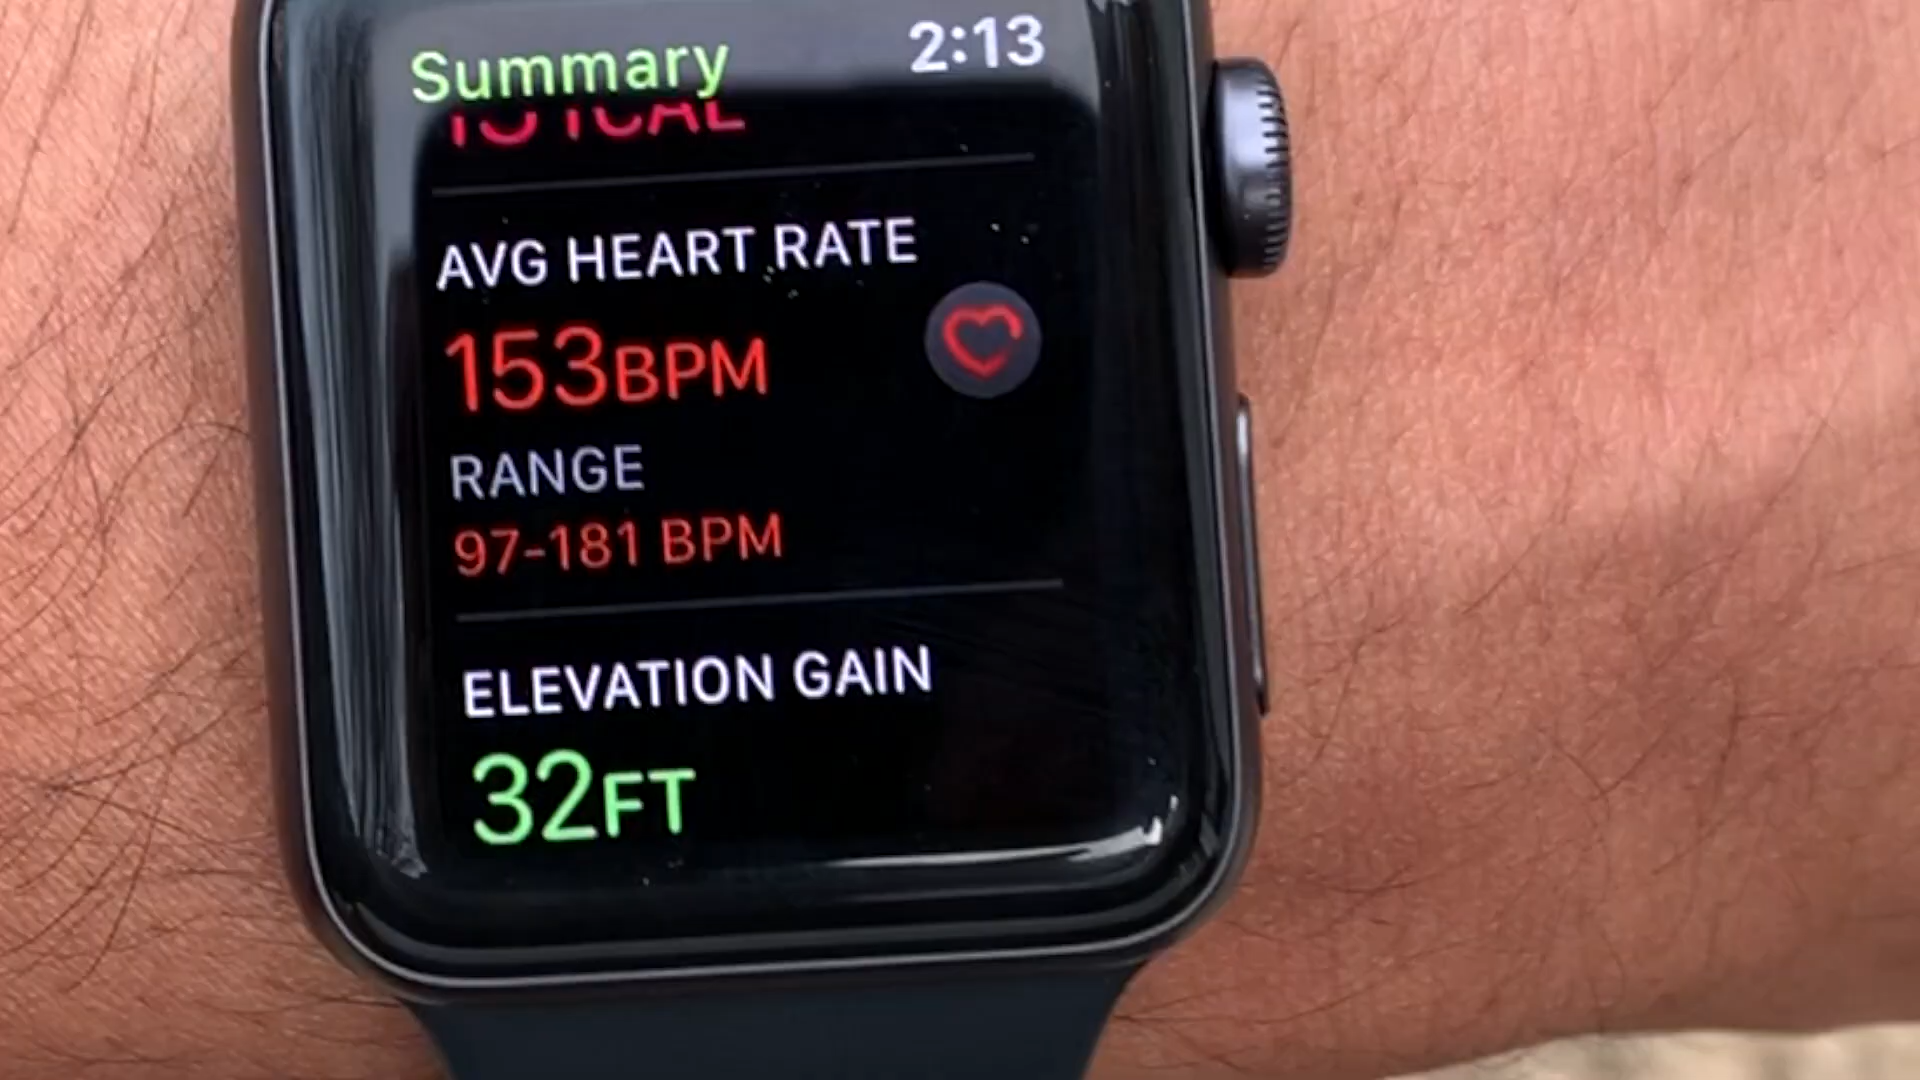 Summary
2:13
AVG HEART RATE
153BPM
RANGE
97-181 BPM
ELEVATION GAIN
32FT